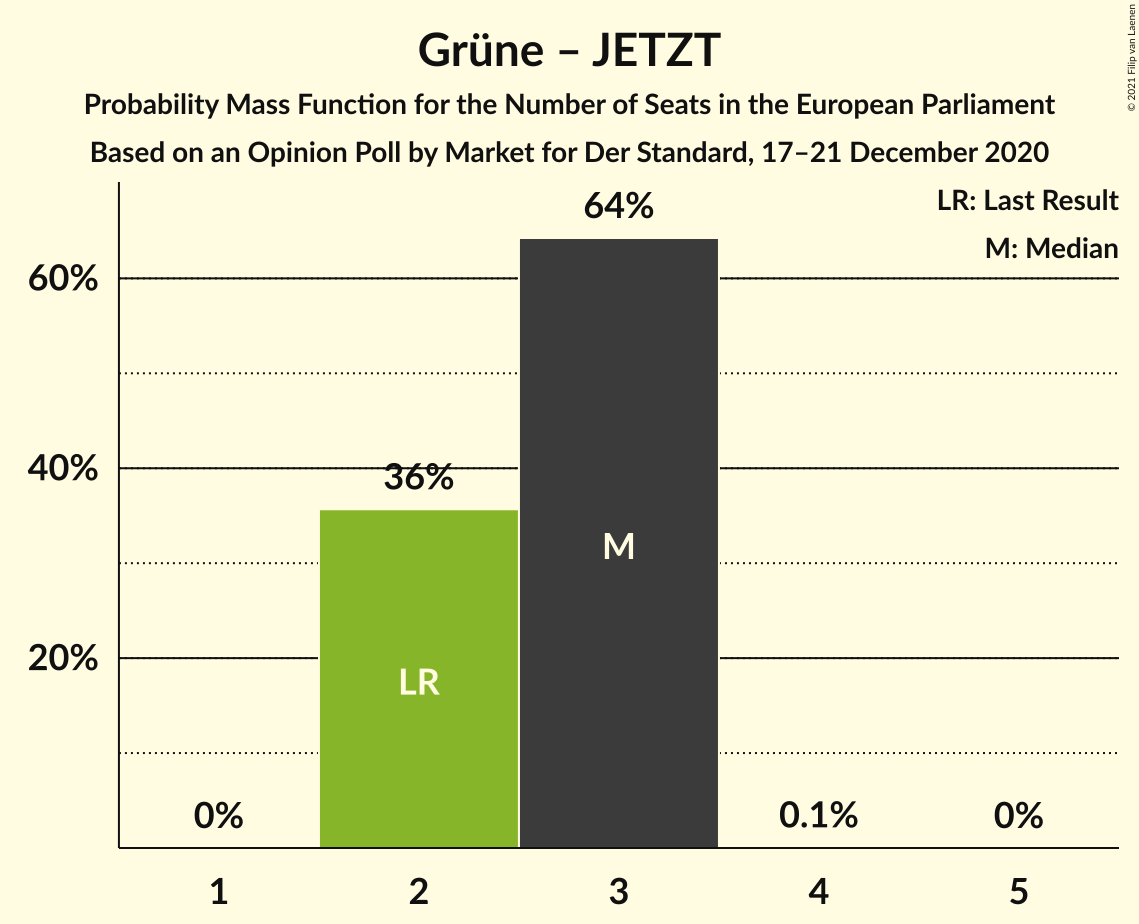 Grüne – JETZT
Probability Mass Function for the Number of Seats in the European Parliament
Based on an Opinion Poll by Market for Der Standard, 17–21 December 2020
© 2021 Filip van Laenen
LR: Last Result
M: Median
64%
60%
40%
36%
M
20%
LR
0%
0.1%
0%
1 2 3 4 5